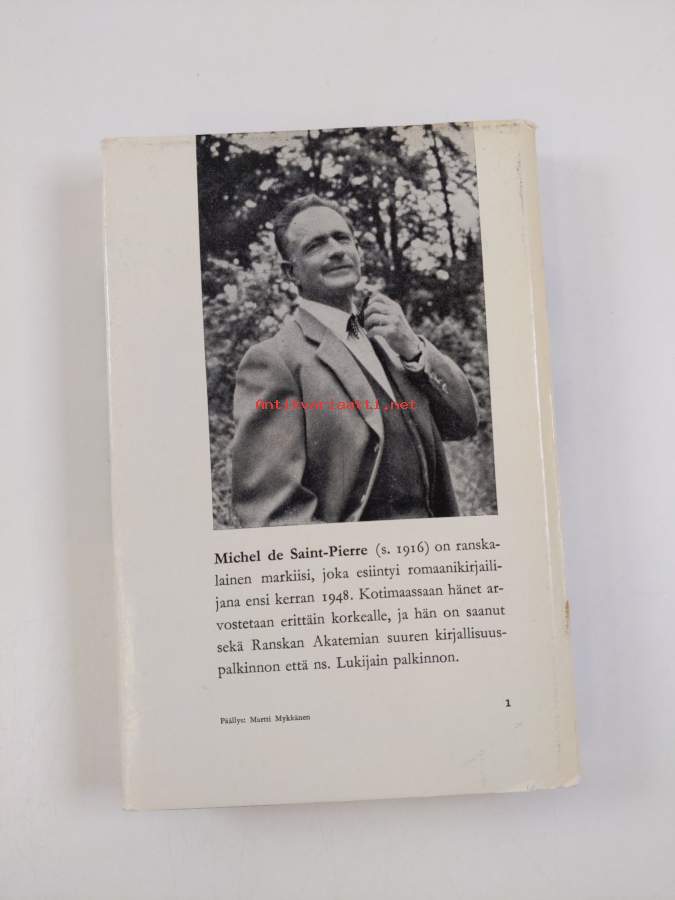 Antikvariaatti.net
Michel de Saint-Pierre (s. 1916) on ranska-
lainen markiisi, joka esiintyi romaanikirjaili-
jana ensi kerran 1948. Kotimaassaan hänet ar-
vostetaan erittäin korkealle, ja hän on saanut
sekä Ranskan Akatemian suuren kirjallisuus-
palkinnon että ns. Lukijain palkinnon.
1
Päällys: Martti Mykkänen